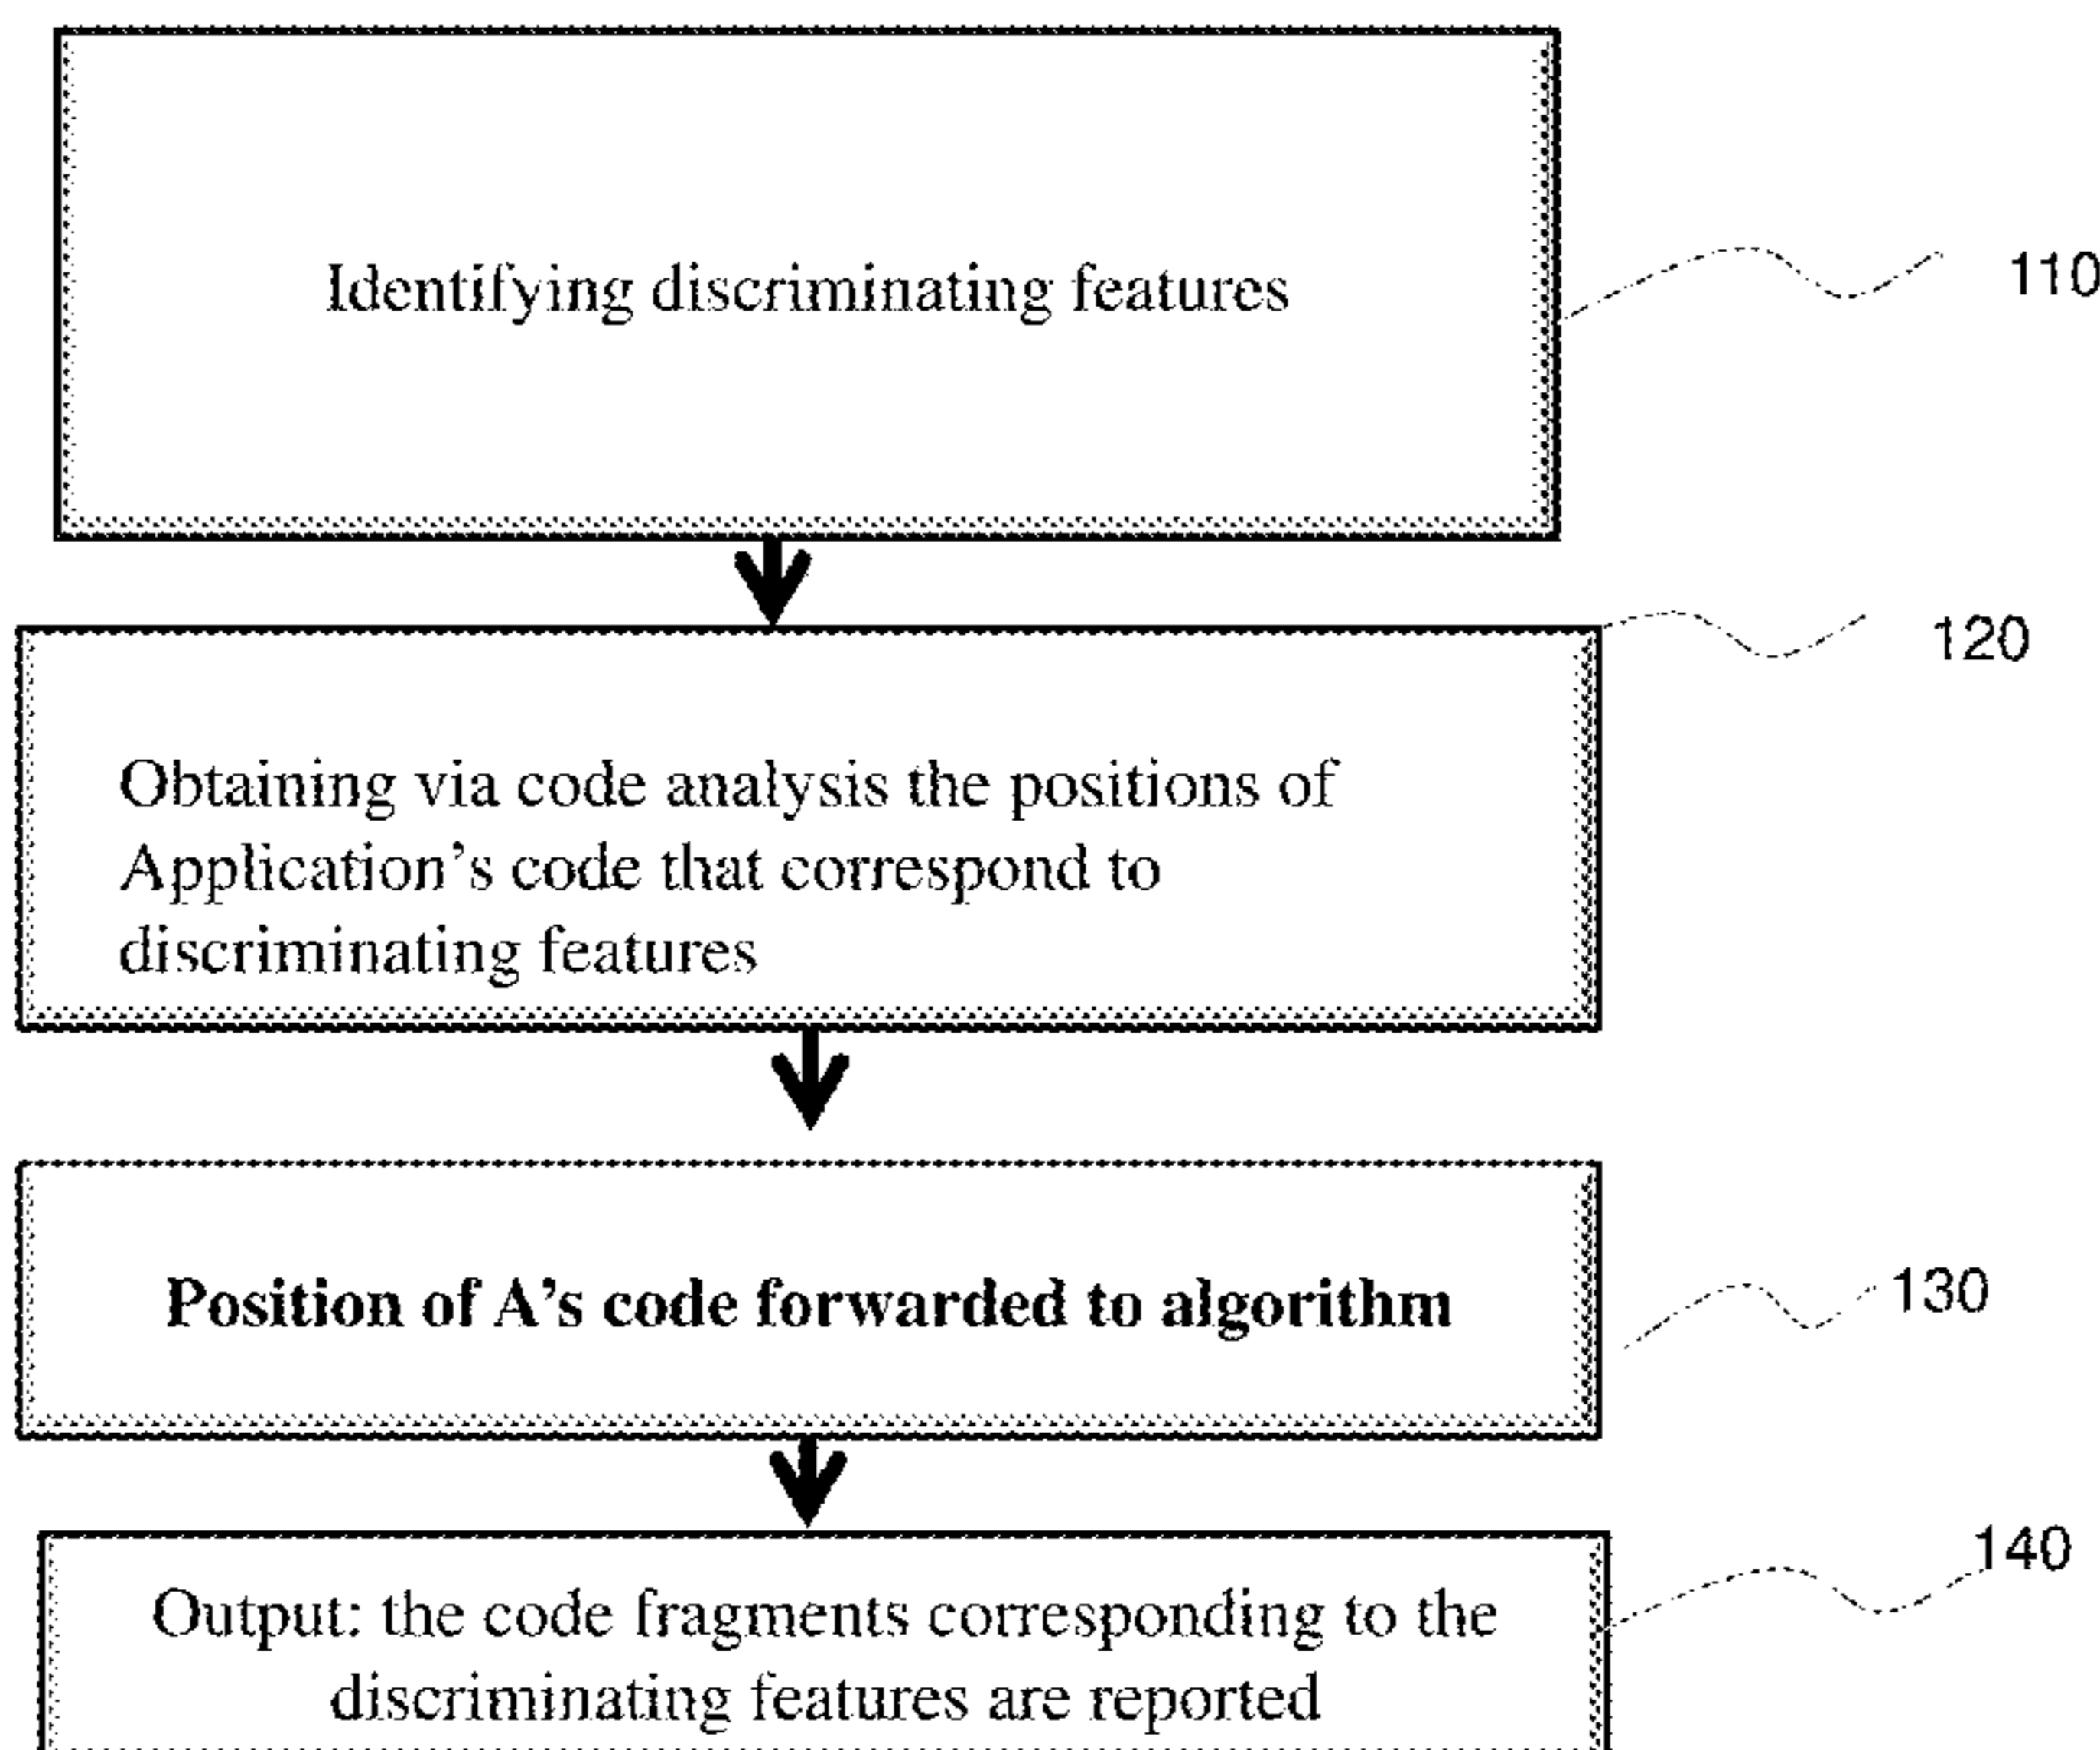 Identifying discriminating features
110
120
Obtaining via code analysis the positions of
Application's code that correspond to
discriminating features
Position of A's code forwarded to algorithm
130
140
Output: the code fragments corresponding to the
discriminating features are reported